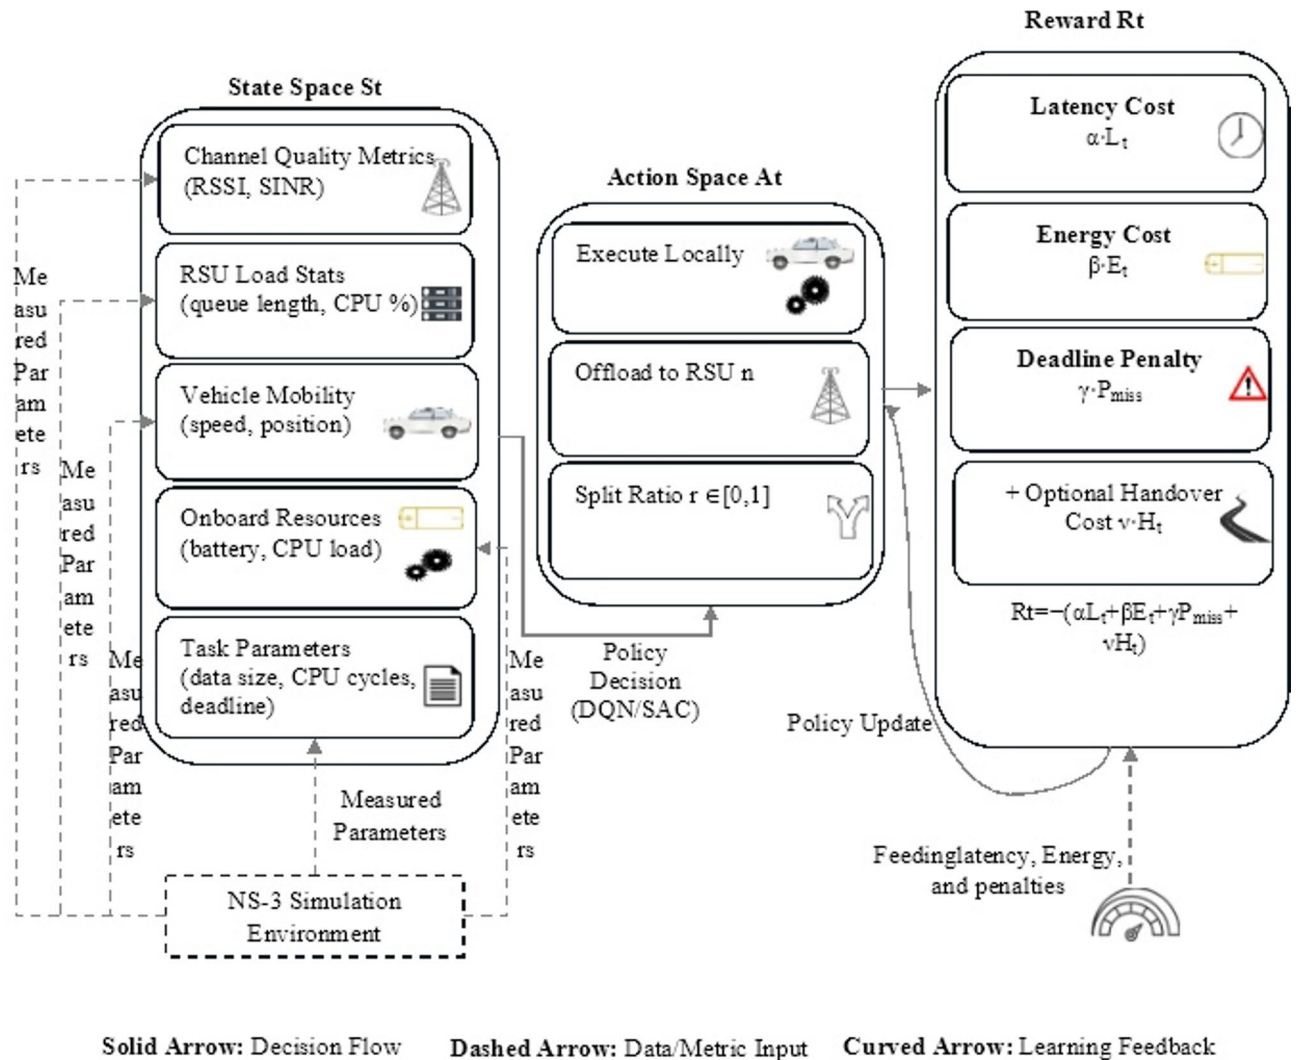 Reward Rt
State Space St
Channel Quality Metrics
(RSSI, SINR)
RSU Load Stats
(queue length, CPU %)
Vehicle Mobility
(speed, position)
Onboard Resources
(battery, CPU load)
Task Parameters
(data size, CPU cycles,
deadline)
Me
asu
red
Par
am
ete
rs
Me
asu
red
Par
am
ete
rs
Me
asu
red
Par
am
ete
rs
Me
asu
red
Par
am
ete
rs
Measured
Parameters
NS-3 Simulation
Environment
Action Space At
Execute Locally
Offload to RSU n
Split Ratio r ∈[0,1]
Policy
Decision
(DQN/SAC)
Latency Cost
α·Lₜ
Energy Cost
β·Eₜ
Deadline Penalty
γ·Pmiss
+ Optional Handover
Cost ν·Hₜ
Rt=−(αLₜ+βEₜ+γPmiss+
νHₜ)
Policy Update
Feedinglatency, Energy,
and penalties
Solid Arrow: Decision Flow Dashed Arrow: Data/Metric Input Curved Arrow: Learning Feedback